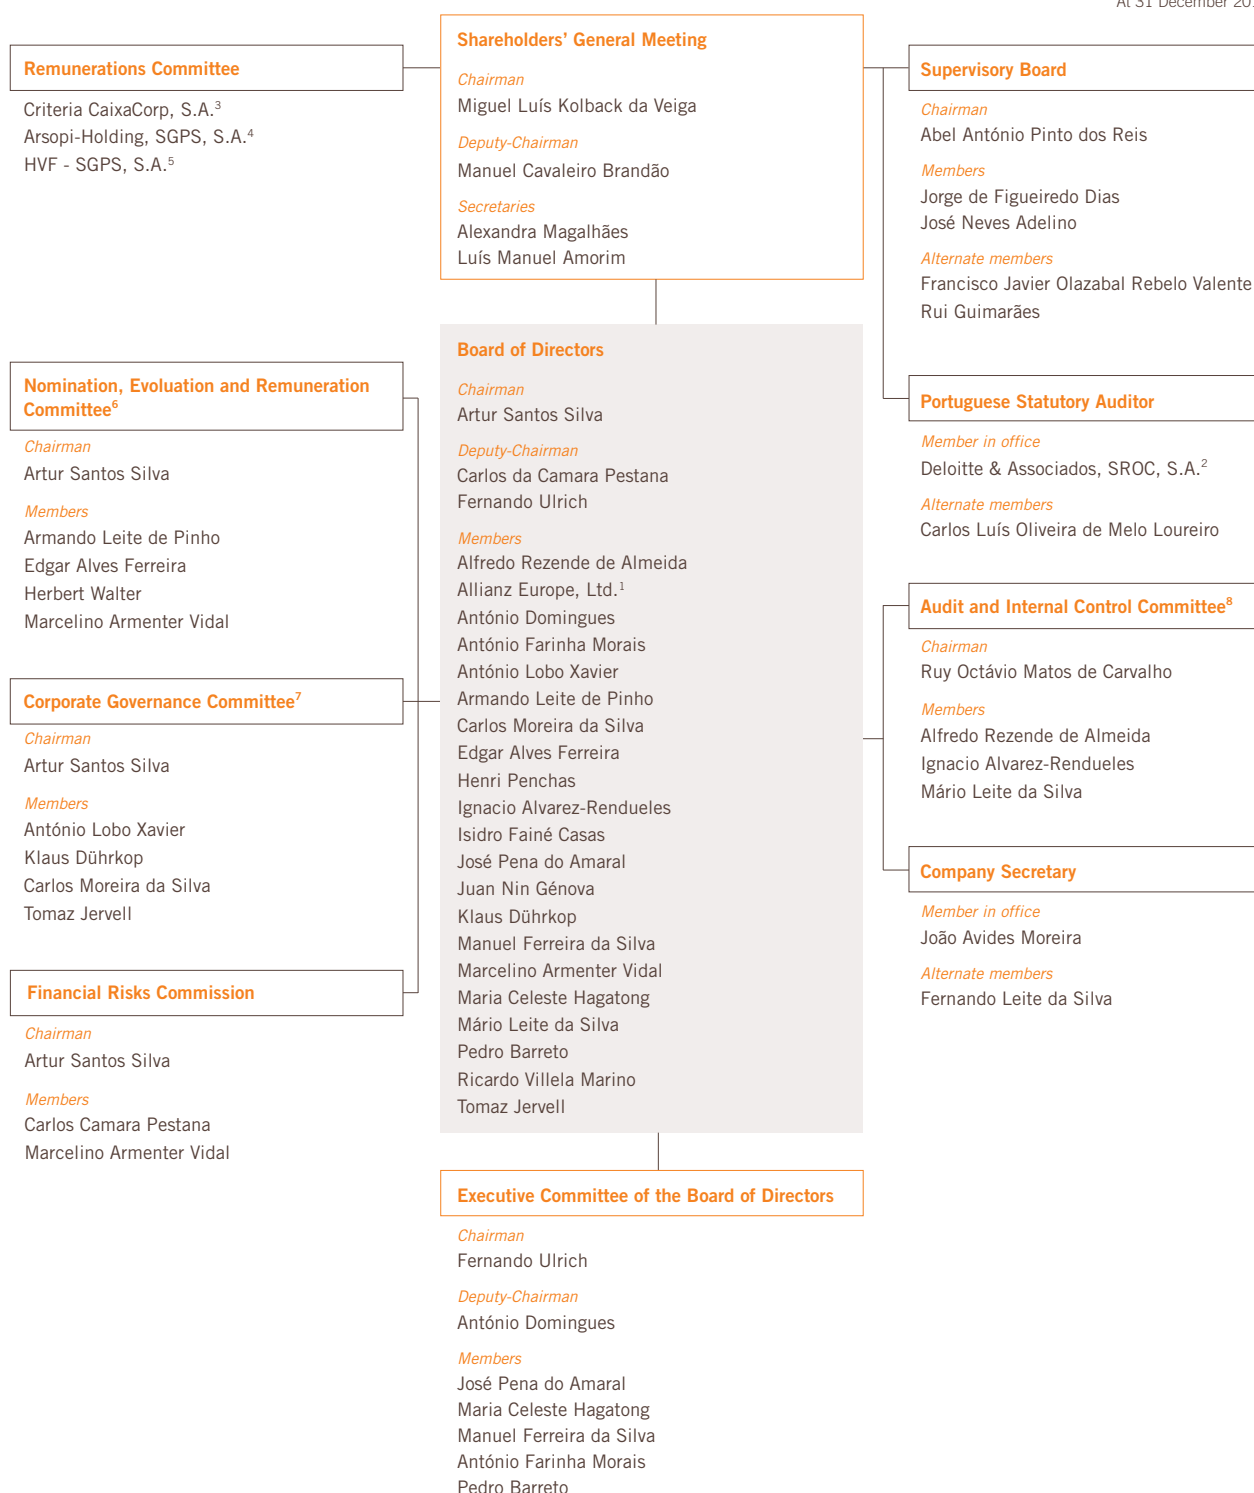 At 31 December 201
Remunerations Committee
Criteria CaixaCorp, S.A.3
Arsopi-Holding, SGPS, S.A.4
HVF - SGPS, S.A.5
Shareholders' General Meeting
Chairman
Miguel Luís Kolback da Veiga
Deputy-Chairman
Manuel Cavaleiro Brandão
Secretaries
Alexandra Magalhães
Luís Manuel Amorim
Supervisory Board
Chairman
Abel António Pinto dos Reis
Members
Jorge de Figueiredo Dias
José Neves Adelino
Alternate members
Francisco Javier Olazabal Rebelo Valente
Rui Guimarães
Nomination, Evoluation and Remuneration
Committee6
Chairman
Artur Santos Silva
Members
Armando Leite de Pinho
Edgar Alves Ferreira
Herbert Walter
Marcelino Armenter Vidal
Corporate Governance Committee7
Chairman
Artur Santos Silva
Members
António Lobo Xavier
Klaus Dührkop
Carlos Moreira da Silva
Tomaz Jervell
Financial Risks Commission
Chairman
Artur Santos Silva
Members
Carlos Camara Pestana
Marcelino Armenter Vidal
Board of Directors
Chairman
Artur Santos Silva
Deputy-Chairman
Carlos da Camara Pestana
Fernando Ulrich
Members
Alfredo Rezende de Almeida
Allianz Europe, Ltd.1
António Domingues
António Farinha Morais
António Lobo Xavier
Armando Leite de Pinho
Carlos Moreira da Silva
Edgar Alves Ferreira
Henri Penchas
Ignacio Alvarez-Rendueles
Isidro Fainé Casas
José Pena do Amaral
Juan Nin Génova
Klaus Dührkop
Manuel Ferreira da Silva
Marcelino Armenter Vidal
Maria Celeste Hagatong
Mário Leite da Silva
Pedro Barreto
Ricardo Villela Marino
Tomaz Jervell
Portuguese Statutory Auditor
Member in office
Deloitte & Associados, SROC, S.A.2
Alternate members
Carlos Luís Oliveira de Melo Loureiro
Audit and Internal Control Committee8
Chairman
Ruy Octávio Matos de Carvalho
Members
Alfredo Rezende de Almeida
Ignacio Alvarez-Rendueles
Mário Leite da Silva
Company Secretary
Member in office
João Avides Moreira
Alternate members
Fernando Leite da Silva
Executive Committee of the Board of Directors
Chairman
Fernando Ulrich
Deputy-Chairman
António Domingues
Members
José Pena do Amaral
Maria Celeste Hagatong
Manuel Ferreira da Silva
António Farinha Morais
Pedro Barreto